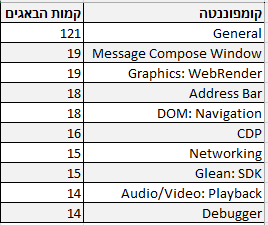 קומפוננטה קמות הבאגים
General 121
Message Compose Window 19
Graphics: WebRender 19
Address Bar 18
DOM: Navigation 18
CDP 16
Networking 15
Glean: SDK 15
Audio/Video: Playback 14
Debugger 14